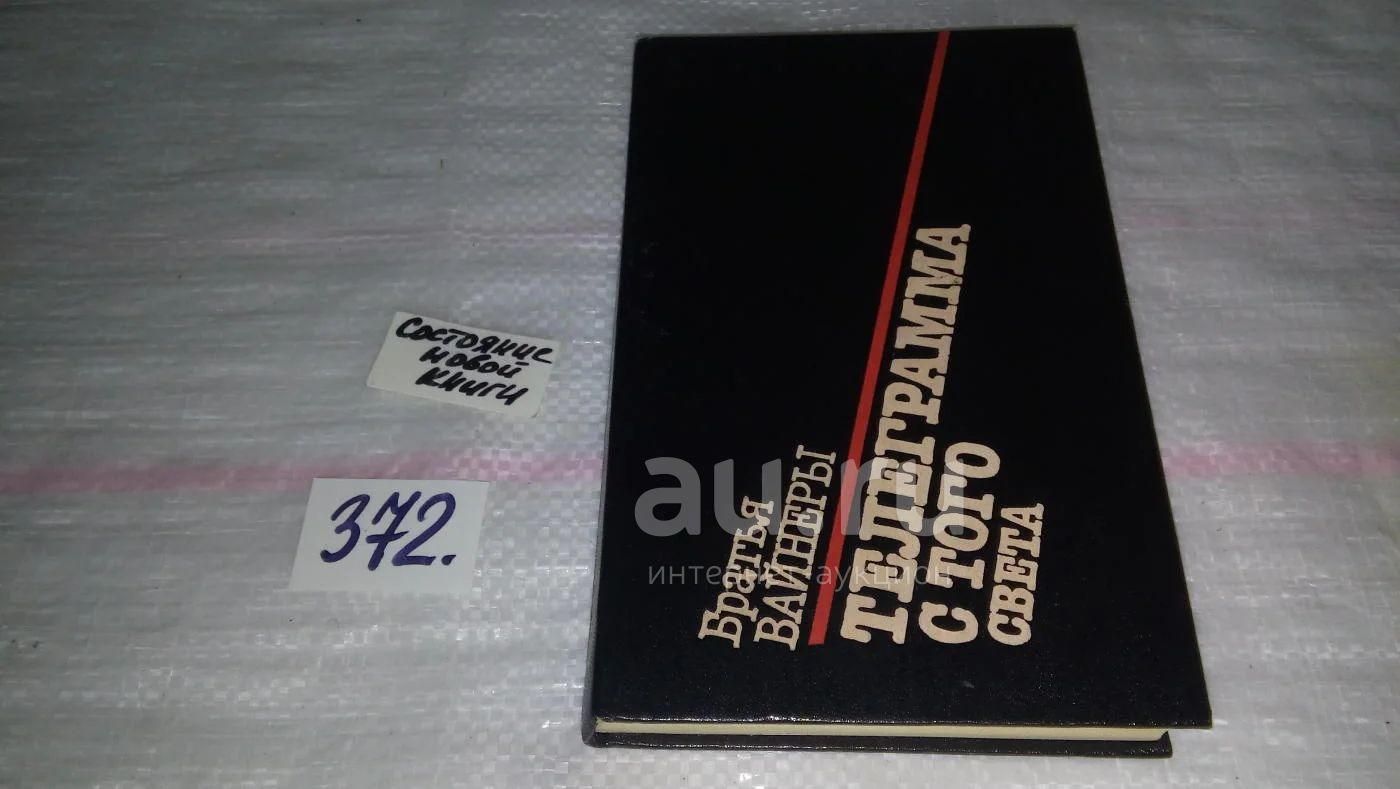 Состояние
новой
книги
372.
Братья
ВАЙНЕРЫ
ТЕЛЕГРАММА
С ТОГО
СВЕТА
au.ru
интернет-аукцион